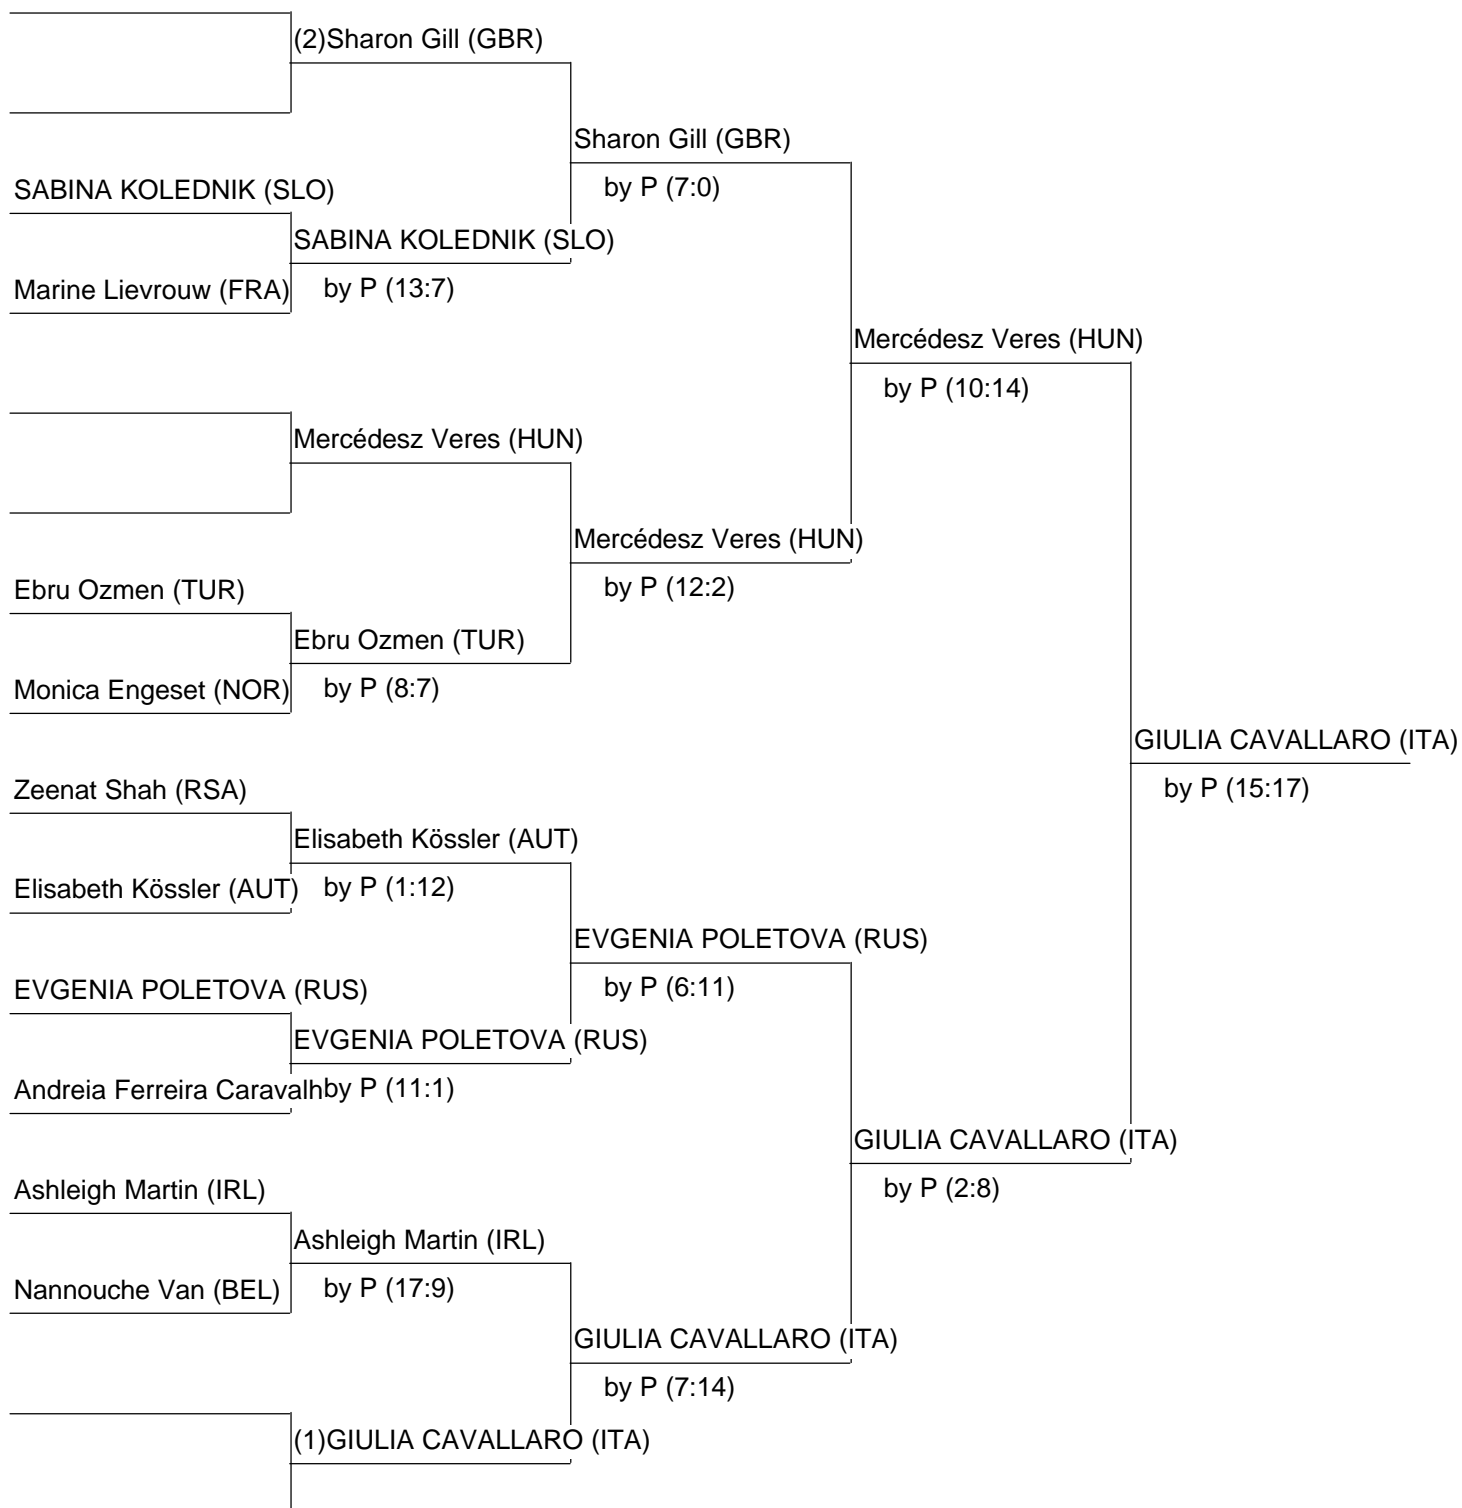 (2)Sharon Gill (GBR)
Sharon Gill (GBR)
by P (7:0)
SABINA KOLEDNIK (SLO)
SABINA KOLEDNIK (SLO)
by P (13:7)
Marine Lievrouw (FRA)
Mercédesz Veres (HUN)
by P (10:14)
Mercédesz Veres (HUN)
Mercédesz Veres (HUN)
by P (12:2)
Ebru Ozmen (TUR)
Ebru Ozmen (TUR)
by P (8:7)
Monica Engeset (NOR)
GIULIA CAVALLARO (ITA)
by P (15:17)
Zeenat Shah (RSA)
Elisabeth Kössler (AUT)
by P (1:12)
Elisabeth Kössler (AUT)
EVGENIA POLETOVA (RUS)
by P (6:11)
EVGENIA POLETOVA (RUS)
EVGENIA POLETOVA (RUS)
by P (11:1)
Andreia Ferreira Caravalh
GIULIA CAVALLARO (ITA)
by P (2:8)
Ashleigh Martin (IRL)
Ashleigh Martin (IRL)
by P (17:9)
Nannouche Van (BEL)
GIULIA CAVALLARO (ITA)
by P (7:14)
(1)GIULIA CAVALLARO (ITA)